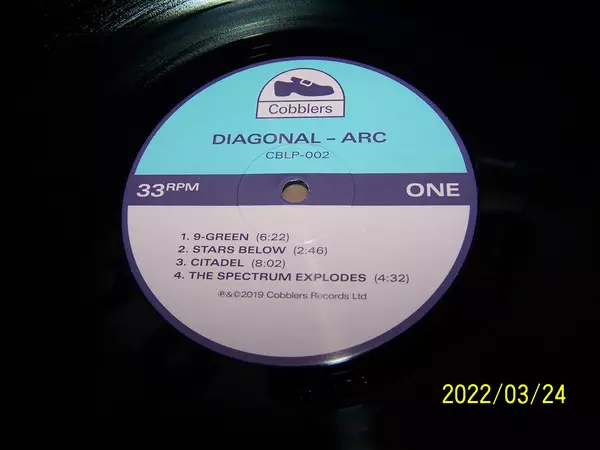 Cobblers
DIAGONAL – ARC
CBLP-002
33RPM ONE
1. 9-GREEN (6:22)
2. STARS BELOW (2:46)
3. CITADEL (8:02)
4. THE SPECTRUM EXPLODES (4:32)
℗&©2019 Cobblers Records Ltd
2022/03/24